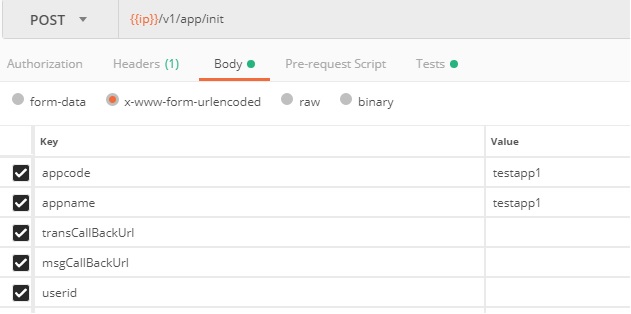 POST {{ip}}/v1/app/init
Authorization Headers (1) Body Pre-request Script Tests
form-data x-www-form-urlencoded raw binary
Key Value
appcode testapp1
appname testapp1
transCallBackUrl
msgCallBackUrl
userid